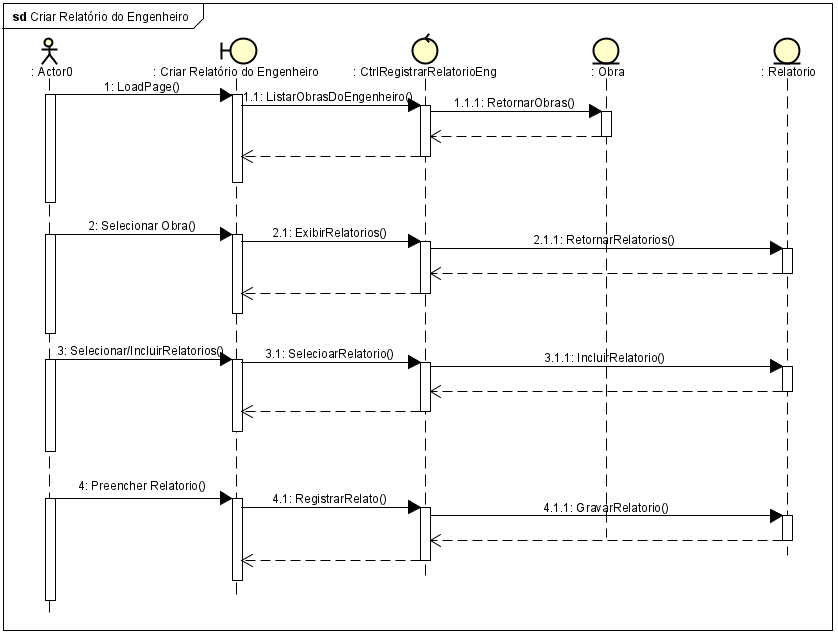 sd Criar Relatório do Engenheiro
: Actor0
: Criar Relatório do Engenheiro
: CtrlRegistrarRelatorioEng
: Obra
: Relatorio
1: LoadPage()
1.1: ListarObrasDoEngenheiro()
1.1.1: RetornarObras()
2: Selecionar Obra()
2.1: ExibirRelatorios()
2.1.1: RetornarRelatorios()
3: Selecionar/IncluirRelatorios()
3.1: SelecioarRelatorio()
3.1.1: IncluirRelatorio()
4: Preencher Relatorio()
4.1: RegistrarRelato()
4.1.1: GravarRelatorio()